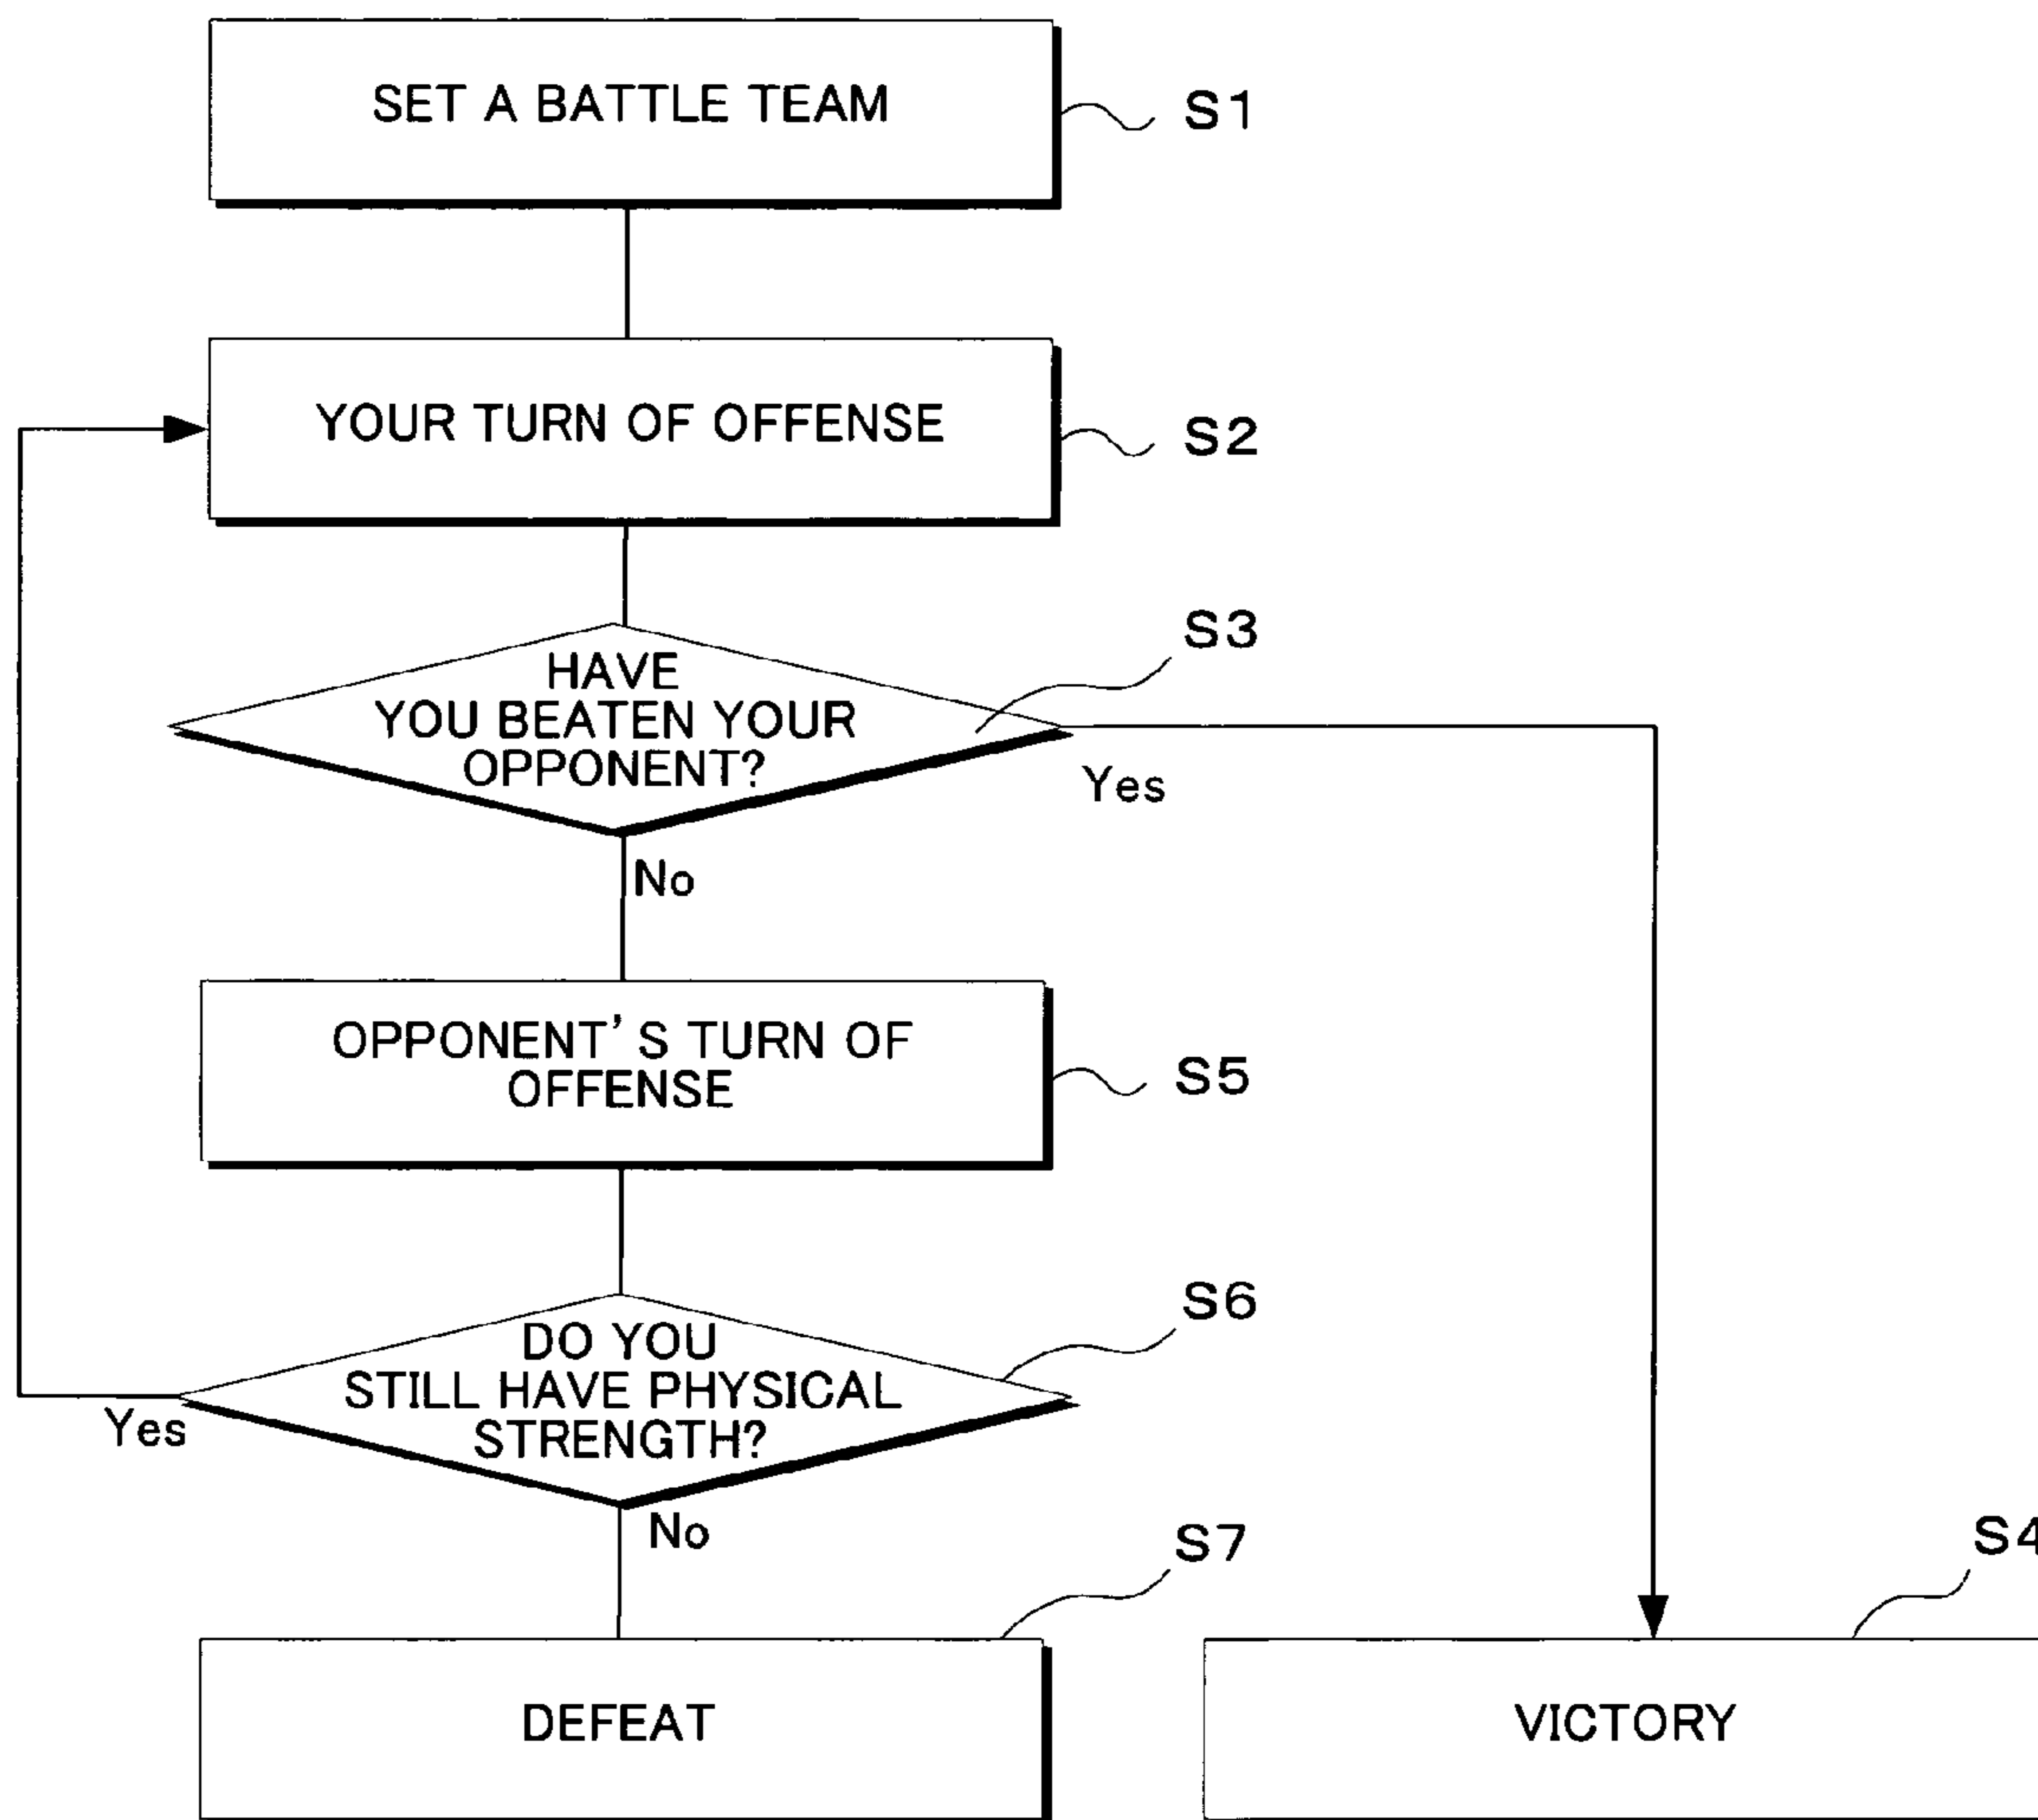 SET A BATTLE TEAM
S1
YOUR TURN OF OFFENSE
S2
S3
HAVE
YOU BEATEN YOUR
OPPONENT?
Yes
No
OPPONENT'S TURN OF
OFFENSE
S5
S6
DO YOU
STILL HAVE PHYSICAL
STRENGTH?
Yes
No
S7
S4
DEFEAT
VICTORY